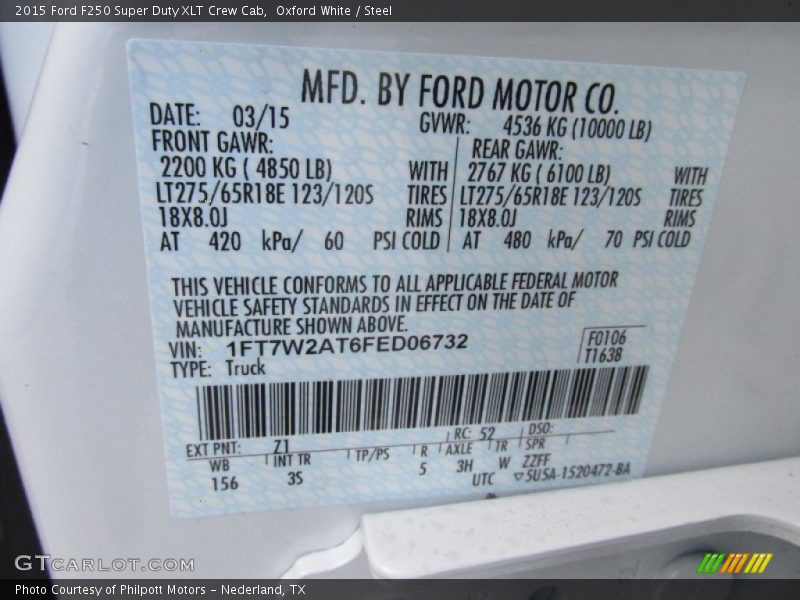 2015 Ford F250 Super Duty XLT Crew Cab,  Oxford White / Steel
MFD. BY FORD MOTOR CO.
DATE: 03/15 GVWR: 4536 KG (10000 LB)
FRONT GAWR: REAR GAWR:
2200 KG ( 4850 LB) WITH 2767 KG ( 6100 LB) WITH
LT275/65R18E 123/120S TIRES LT275/65R18E 123/120S TIRES
18X8.0J RIMS 18X8.0J RIMS
AT 420 kPa/ 60 PSI COLD AT 480 kPa/ 70 PSI COLD
THIS VEHICLE CONFORMS TO ALL APPLICABLE FEDERAL MOTOR
VEHICLE SAFETY STANDARDS IN EFFECT ON THE DATE OF
MANUFACTURE SHOWN ABOVE.
VIN: 1FT7W2AT6FED06732 F0106
TYPE: Truck T1638
EXT PNT: Z1 RC: 52 DSO:
WB INT TR TP/PS R AXLE TR SPR
156 3S 5 3H W ZZFF
UTC ▽5U5A-1520472-BA
GTCARLOT.COM
Photo Courtesy of Philpott Motors – Nederland, TX